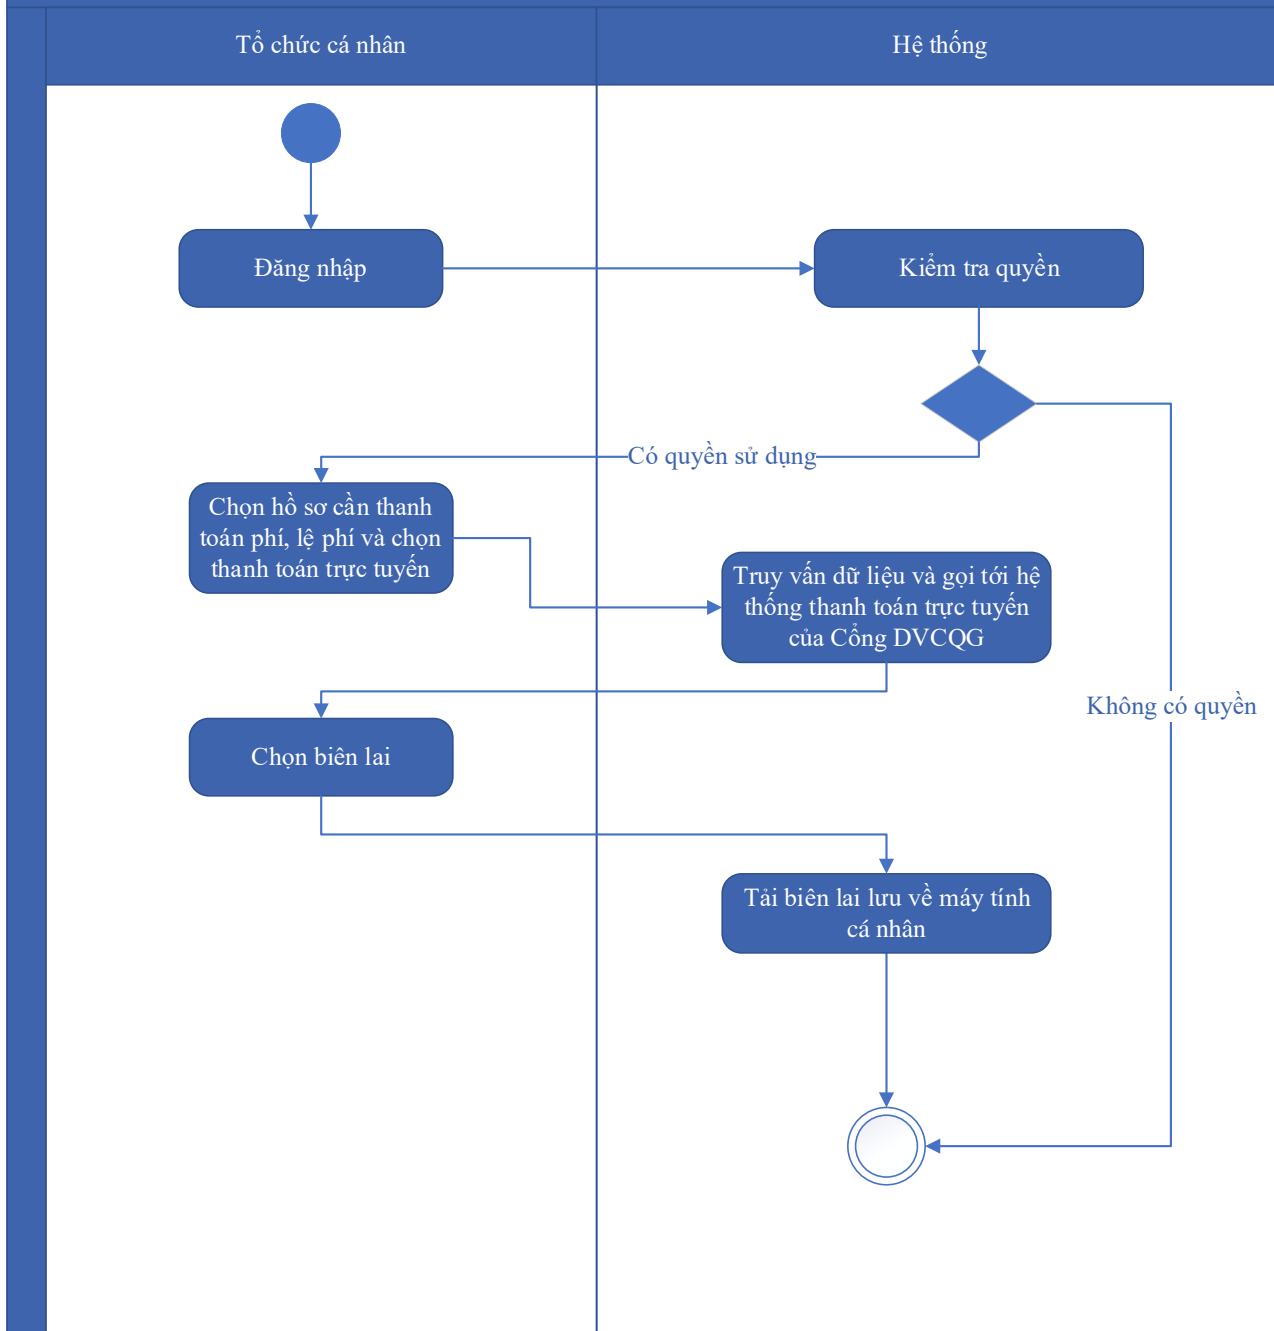 Tổ chức cá nhân
Hệ thống
Đăng nhập
Kiểm tra quyền
Có quyền sử dụng
Chọn hồ sơ cần thanh
toán phí, lệ phí và chọn
thanh toán trực tuyến
Truy vấn dữ liệu và gọi tới hệ
thống thanh toán trực tuyến
của Cổng DVCQG
Không có quyền
Chọn biên lai
Tải biên lai lưu về máy tính
cá nhân